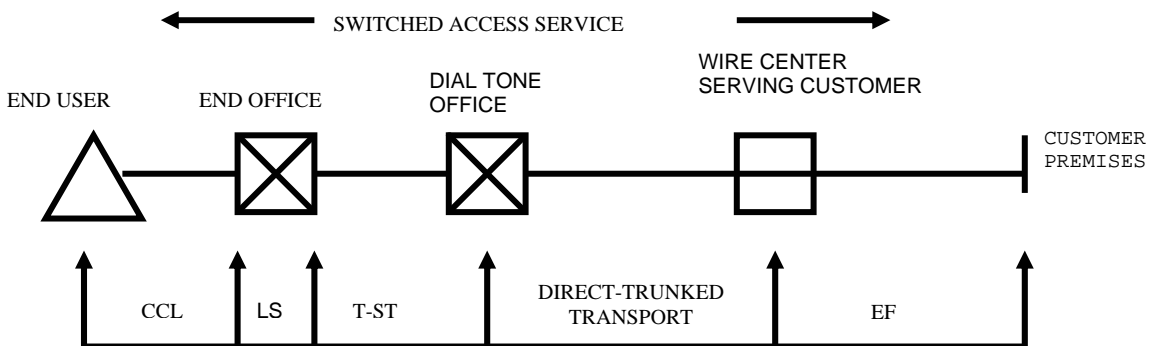 SWITCHED ACCESS SERVICE
WIRE CENTER
SERVING CUSTOMER
DIAL TONE
OFFICE
END USER
END OFFICE
CUSTOMER
PREMISES
CCL
LS
T-ST
DIRECT-TRUNKED
TRANSPORT
EF